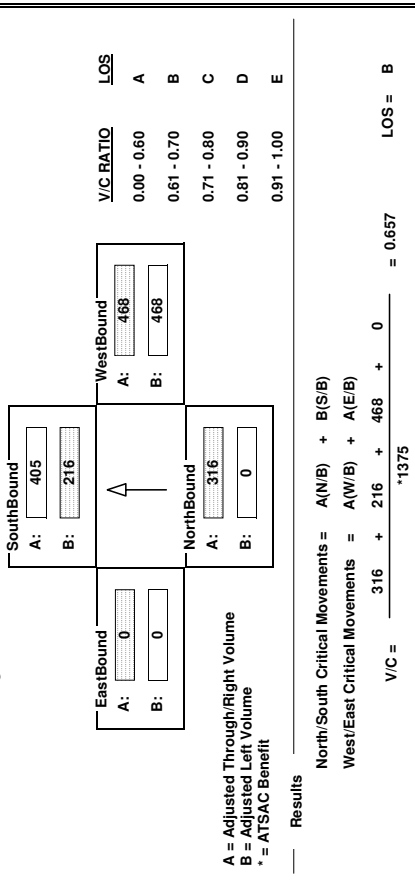 SouthBound
A: 405
B: 216
EastBound
A: 0
B: 0
WestBound
A: 468
B: 468
NorthBound
A: 316
B: 0
V/C RATIO LOS
0.00 - 0.60 A
0.61 - 0.70 B
0.71 - 0.80 C
0.81 - 0.90 D
0.91 - 1.00 E
A = Adjusted Through/Right Volume
B = Adjusted Left Volume
* = ATSAC Benefit
Results
North/South Critical Movements = A(N/B) + B(S/B)
West/East Critical Movements = A(W/B) + A(E/B)
V/C = 316 + 216 + 468 + 0 = 0.657 LOS = B
*1375